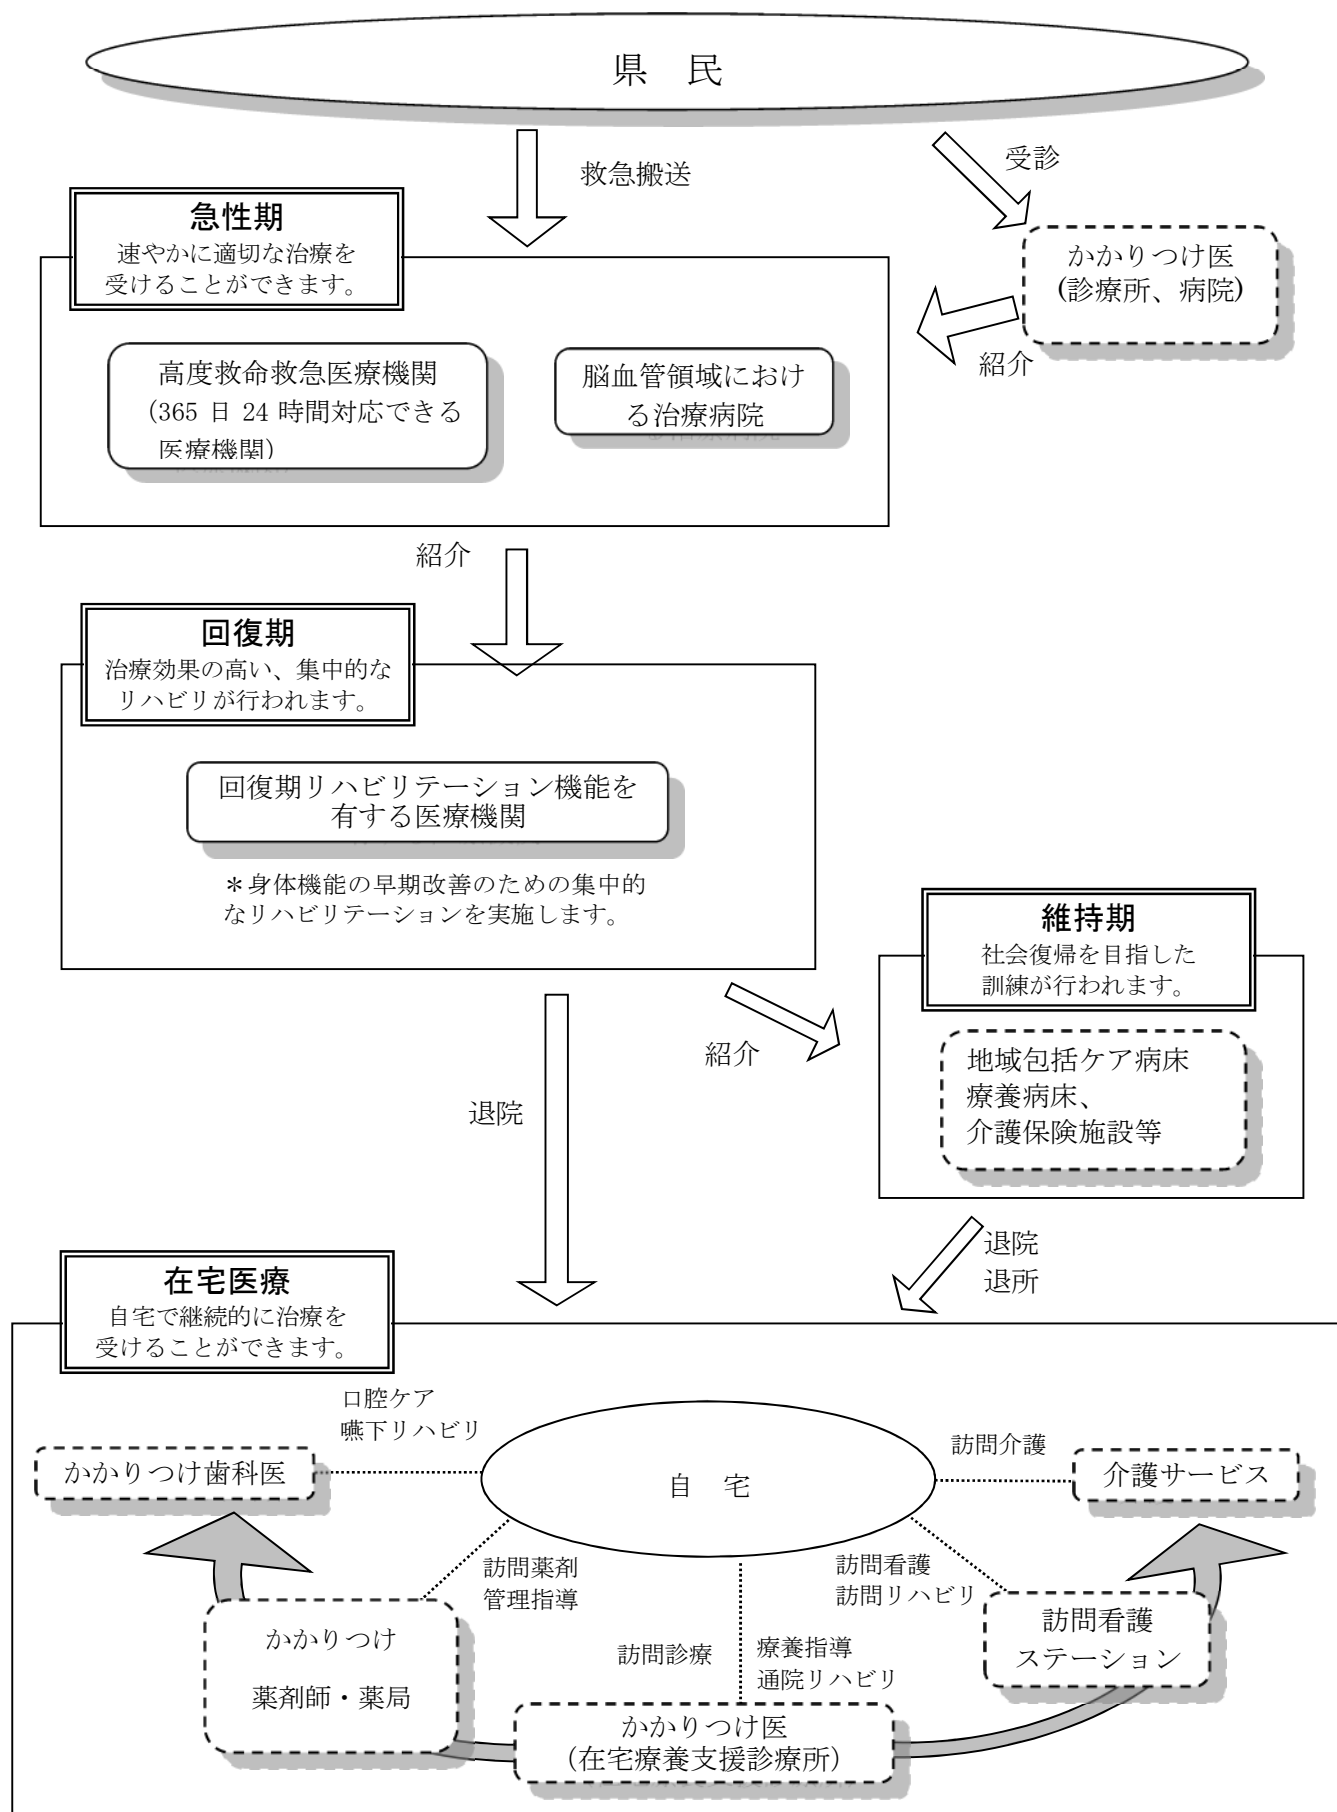 県　民
救急搬送
受診
急性期
速やかに適切な治療を
受けることができます。
かかりつけ医
(診療所、病院)
紹介
高度救命救急医療機関
(365 日 24 時間対応できる
医療機関)
脳血管領域におけ
る治療病院
紹介
回復期
治療効果の高い、集中的な
リハビリが行われます。
回復期リハビリテーション機能を
有する医療機関
＊身体機能の早期改善のための集中的
なリハビリテーションを実施します。
維持期
社会復帰を目指した
訓練が行われます。
紹介
地域包括ケア病床
療養病床、
介護保険施設等
退院
退院
退所
在宅医療
自宅で継続的に治療を
受けることができます。
口腔ケア
嚥下リハビリ
かかりつけ歯科医
自　宅
訪問介護
介護サービス
訪問薬剤
管理指導
訪問看護
訪問リハビリ
かかりつけ
薬剤師・薬局
訪問診療
療養指導
通院リハビリ
訪問看護
ステーション
かかりつけ医
(在宅療養支援診療所)